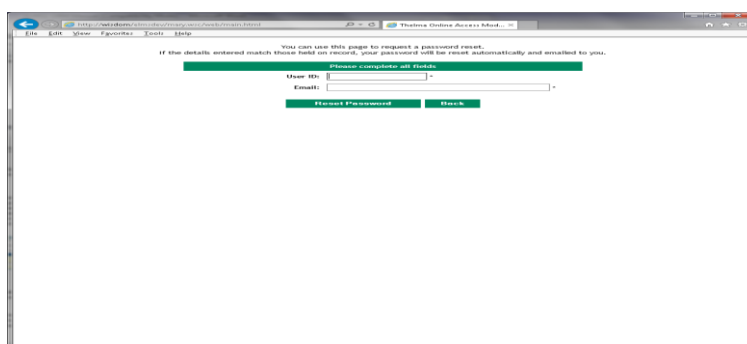 Thelma Online Access Mod...
File Edit View Favorites Tools Help
You can use this page to request a password reset.
If the details entered match those held on record, your password will be reset automatically and emailed to you.
Please complete all fields
User ID: *
Email: *
Reset Password Back